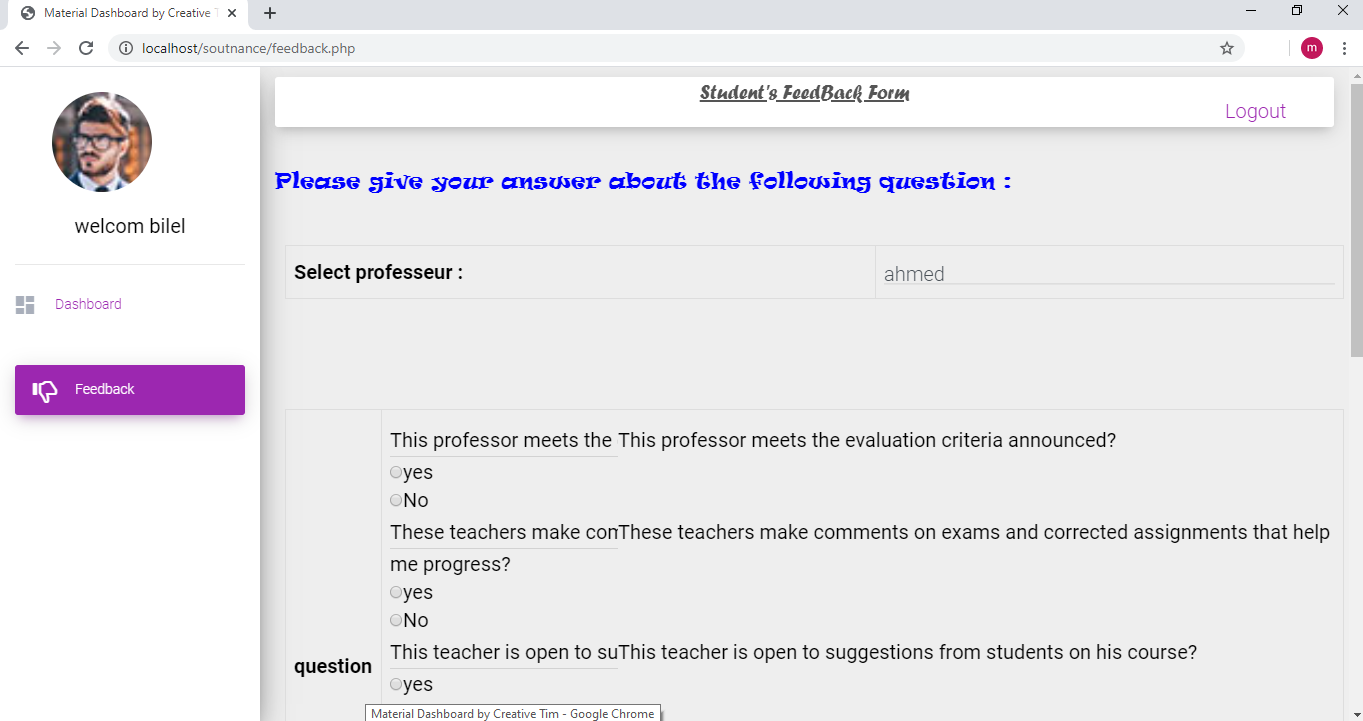 Material Dashboard by Creative T
localhost/soutnance/feedback.php
m
Student's FeedBack Form
Logout
Please give your answer about the following question :
welcom bilel
Select professeur :
ahmed
Dashboard
Feedback
This professor meets the This professor meets the evaluation criteria announced?
yes
No
These teachers make con These teachers make comments on exams and corrected assignments that help
me progress?
yes
No
question
This teacher is open to su This teacher is open to suggestions from students on his course?
yes
Material Dashboard by Creative Tim - Google Chrome